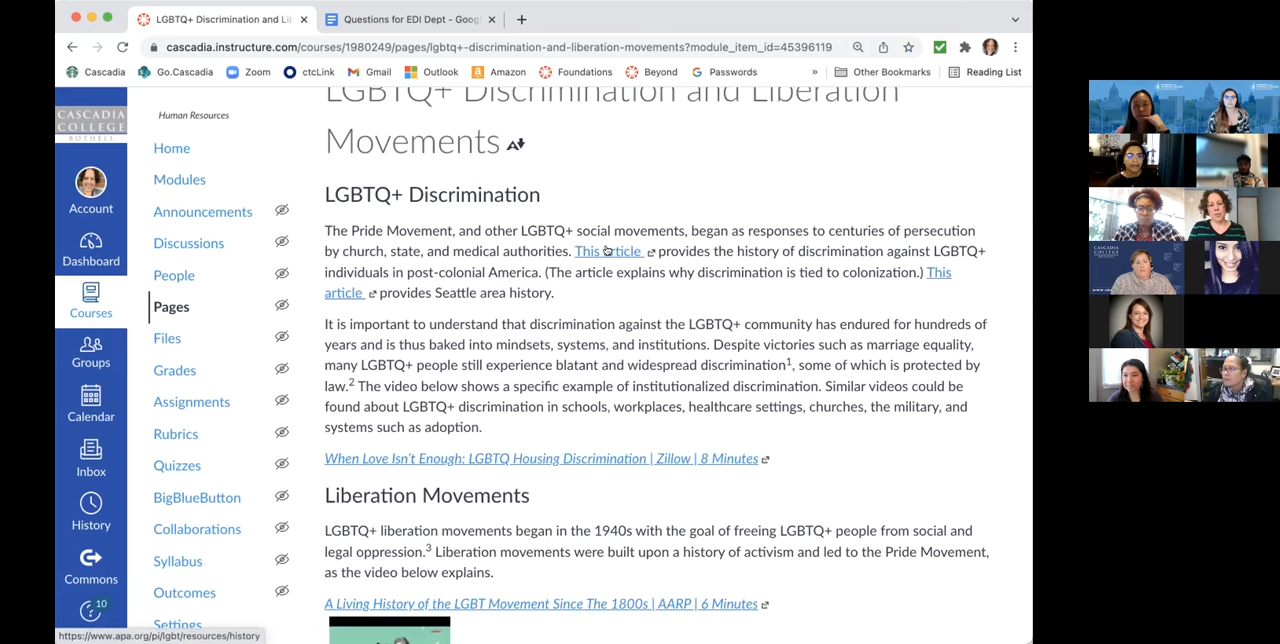 LGBTQ+ Discrimination and Li
Questions for EDI Dept - Goog
cascadia.instructure.com/courses/1980249/pages/lgbtq+-discrimination-and-liberation-movements?module_item_id=45396119
Cascadia
Go.Cascadia
Zoom
ctcLink
Gmail
Outlook
Amazon
Foundations
Beyond
Passwords
»
Other Bookmarks
Reading List
CASCADIA
COLLEGE
BOTHELL
Account
Dashboard
Courses
Groups
Calendar
Inbox
History
Commons
10
Human Resources
Home
Modules
Announcements
Discussions
People
Pages
Files
Grades
Assignments
Rubrics
Quizzes
BigBlueButton
Collaborations
Syllabus
Outcomes
Settings
LGBTQ+ Discrimination and Liberation
Movements
LGBTQ+ Discrimination
The Pride Movement, and other LGBTQ+ social movements, began as responses to centuries of persecution
by church, state, and medical authorities. This article provides the history of discrimination against LGBTQ+
individuals in post-colonial America. (The article explains why discrimination is tied to colonization.) This
article provides Seattle area history.
It is important to understand that discrimination against the LGBTQ+ community has endured for hundreds of
years and is thus baked into mindsets, systems, and institutions. Despite victories such as marriage equality,
many LGBTQ+ people still experience blatant and widespread discrimination¹, some of which is protected by
law.² The video below shows a specific example of institutionalized discrimination. Similar videos could be
found about LGBTQ+ discrimination in schools, workplaces, healthcare settings, churches, the military, and
systems such as adoption.
When Love Isn't Enough: LGBTQ Housing Discrimination | Zillow | 8 Minutes
Liberation Movements
LGBTQ+ liberation movements began in the 1940s with the goal of freeing LGBTQ+ people from social and
legal oppression.³ Liberation movements were built upon a history of activism and led to the Pride Movement,
as the video below explains.
A Living History of the LGBT Movement Since The 1800s | AARP | 6 Minutes
https://www.apa.org/pi/lgbt/resources/history